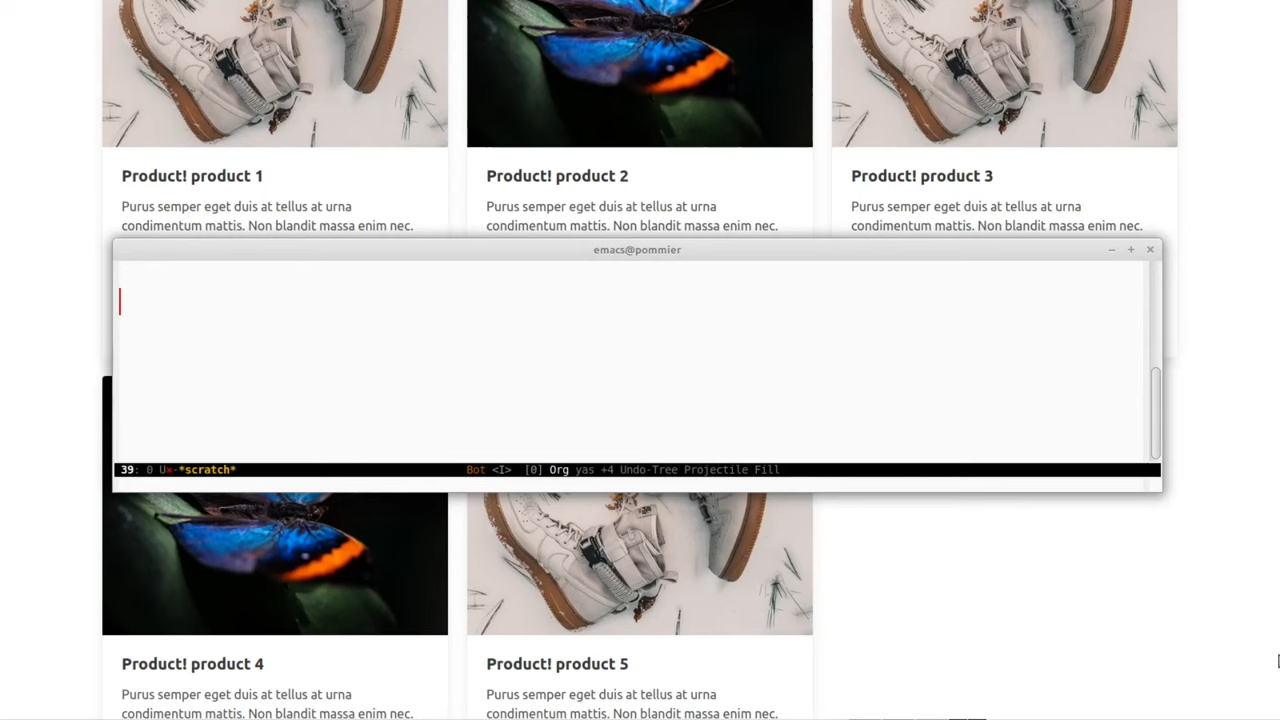 Product! product 1
Purus semper eget duis at tellus at urna
condimentum mattis. Non blandit massa enim nec.
Product! product 2
Purus semper eget duis at tellus at urna
condimentum mattis. Non blandit massa enim nec.
Product! product 3
Purus semper eget duis at tellus at urna
condimentum mattis. Non blandit massa enim nec.
emacs@pommier
39: 0 U*-*scratch* Bot <I> [0] Org yas +4 Undo-Tree Projectile Fill
Product! product 4
Purus semper eget duis at tellus at urna
condimentum mattis. Non blandit massa enim nec.
Product! product 5
Purus semper eget duis at tellus at urna
condimentum mattis. Non blandit massa enim nec.